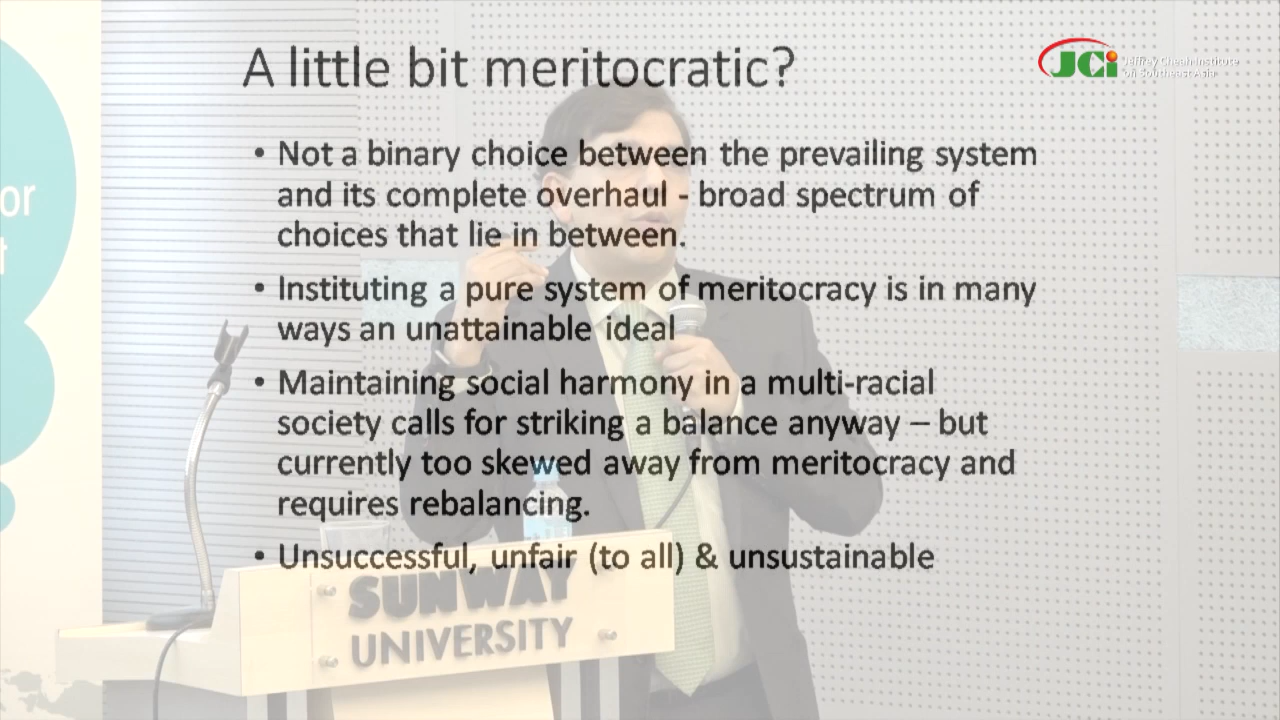 A little bit meritocratic?
JCi Jeffrey Cheah Institute
on Southeast Asia
• Not a binary choice between the prevailing system
and its complete overhaul - broad spectrum of
choices that lie in between.
• Instituting a pure system of meritocracy is in many
ways an unattainable ideal
• Maintaining social harmony in a multi-racial
society calls for striking a balance anyway – but
currently too skewed away from meritocracy and
requires rebalancing.
• Unsuccessful, unfair (to all) & unsustainable
or
t
SUNWAY
UNIVERSITY